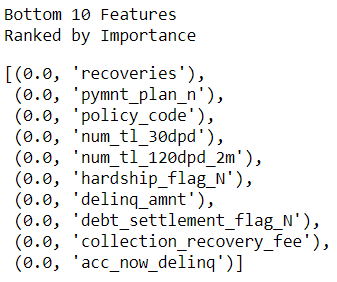 Bottom 10 Features
Ranked by Importance
[(0.0, 'recoveries'),
(0.0, 'pymnt_plan_n'),
(0.0, 'policy_code'),
(0.0, 'num_tl_30dpd'),
(0.0, 'num_tl_120dpd_2m'),
(0.0, 'hardship_flag_N'),
(0.0, 'delinq_amnt'),
(0.0, 'debt_settlement_flag_N'),
(0.0, 'collection_recovery_fee'),
(0.0, 'acc_now_delinq')]